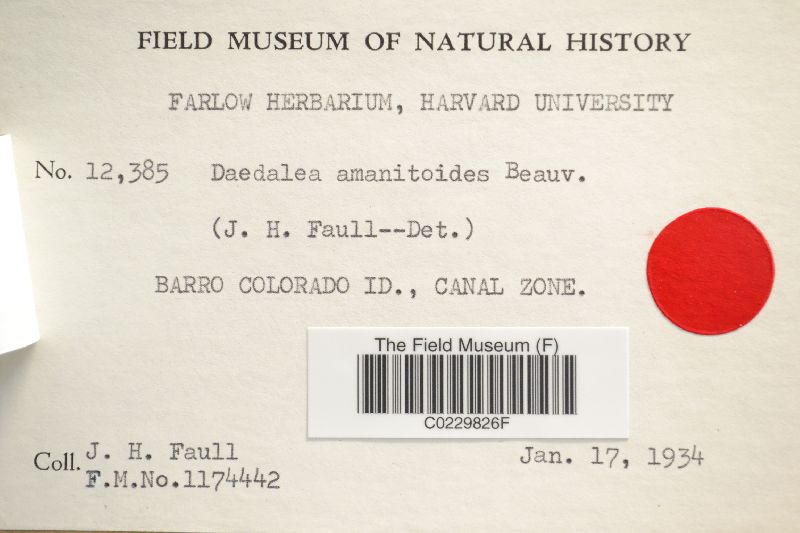 FIELD MUSEUM OF NATURAL HISTORY
FARLOW HERBARIUM, HARVARD UNIVERSITY
No. 12,385 Daedalea amanitoides Beauv.
(J. H. Faull--Det.)
BARRO COLORADO ID., CANAL ZONE.
The Field Museum (F)
C0229826F
Coll. J. H. Faull Jan. 17, 1934
F.M.No.1174442